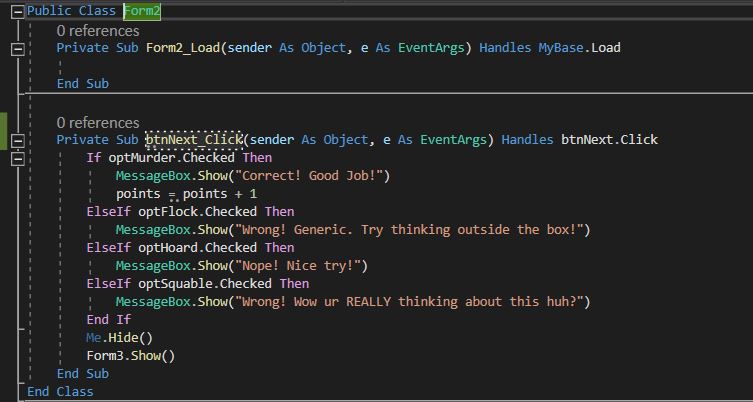 Public Class Form2
0 references
Private Sub Form2_Load(sender As Object, e As EventArgs) Handles MyBase.Load
End Sub
0 references
Private Sub btnNext_Click(sender As Object, e As EventArgs) Handles btnNext.Click
If optMurder.Checked Then
MessageBox.Show("Correct! Good Job!")
points = points + 1
ElseIf optFlock.Checked Then
MessageBox.Show("Wrong! Generic. Try thinking outside the box!")
ElseIf optHoard.Checked Then
MessageBox.Show("Nope! Nice try!")
ElseIf optSquable.Checked Then
MessageBox.Show("Wrong! Wow ur REALLY thinking about this huh?")
End If
Me.Hide()
Form3.Show()
End Sub
End Class